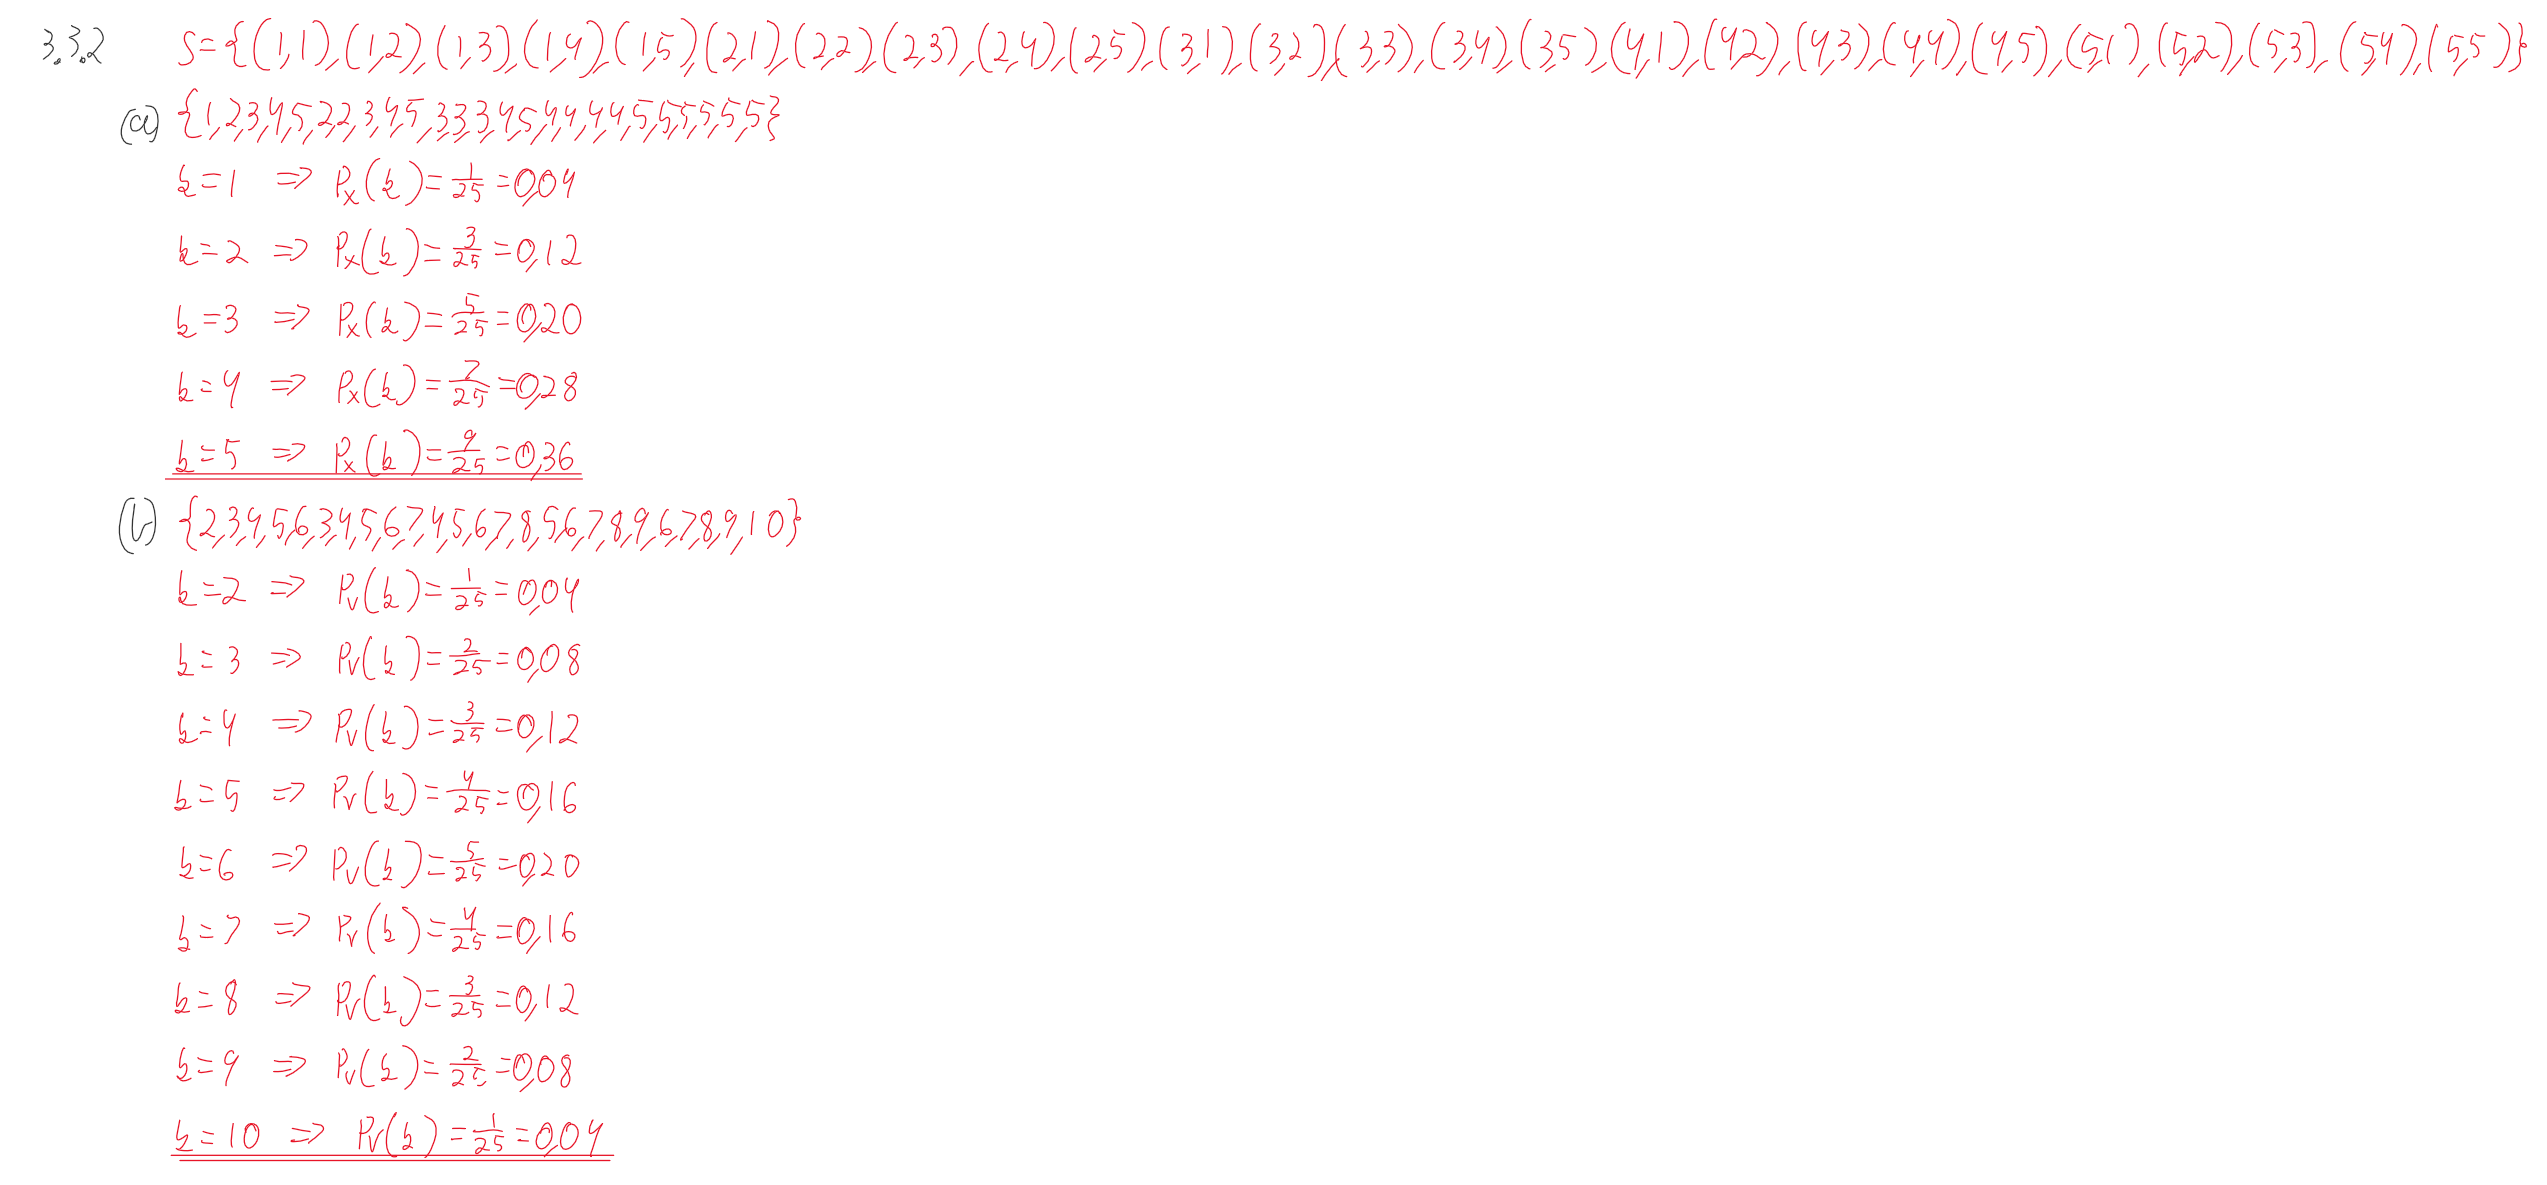 3.3.2 S={(1,1),(1,2),(1,3),(1,4),(1,5),(2,1),(2,2),(2,3),(2,4),(2,5),(3,1),(3,2),(3,3),(3,4),(3,5),(4,1),(4,2),(4,3),(4,4),(4,5),(5,1),(5,2),(5,3),(5,4),(5,5)}
(a) {1,2,3,4,5,2,2,3,4,5,3,3,3,4,5,4,4,4,4,5,5,5,5,5,5}
k=1 => Px(k)=1/25=0,04
k=2 => Px(k)=3/25=0,12
k=3 => Px(k)=5/25=0,20
k=4 => Px(k)=7/25=0,28
k=5 => Px(k)=9/25=0,36
(b) {2,3,4,5,6,3,4,5,6,7,4,5,6,7,8,5,6,7,8,9,6,7,8,9,10}
k=2 => Pv(k)=1/25=0,04
k=3 => Pv(k)=2/25=0,08
k=4 => Pv(k)=3/25=0,12
k=5 => Pv(k)=4/25=0,16
k=6 => Pv(k)=5/25=0,20
k=7 => Pv(k)=4/25=0,16
k=8 => Pv(k)=3/25=0,12
k=9 => Pv(k)=2/25=0,08
k=10 => Pv(k)=1/25=0,04